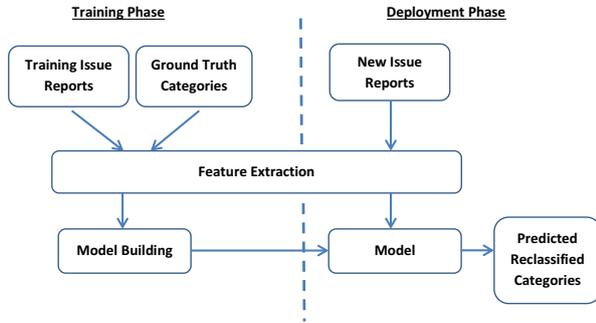 Training Phase
Deployment Phase
Training Issue
Reports
Ground Truth
Categories
New Issue
Reports
Feature Extraction
Model Building
Model
Predicted
Reclassified
Categories